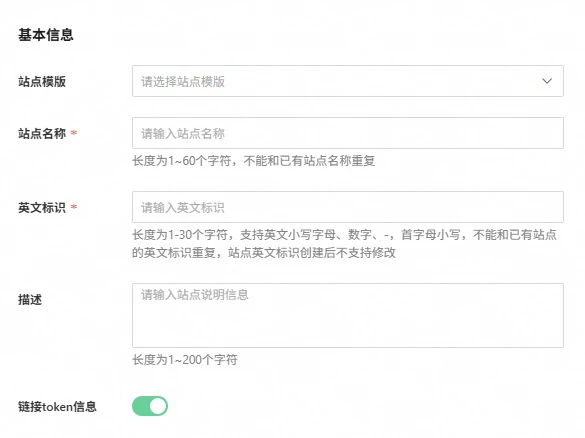 基本信息
站点模版
请选择站点模版
站点名称 *
请输入站点名称
长度为1~60个字符，不能和已有站点名称重复
英文标识 *
请输入英文标识
长度为1-30个字符，支持英文小写字母、数字、-，首字母小写，不能和已有站点
的英文标识重复，站点英文标识创建后不支持修改
描述
请输入站点说明信息
长度为1~200个字符
链接token信息